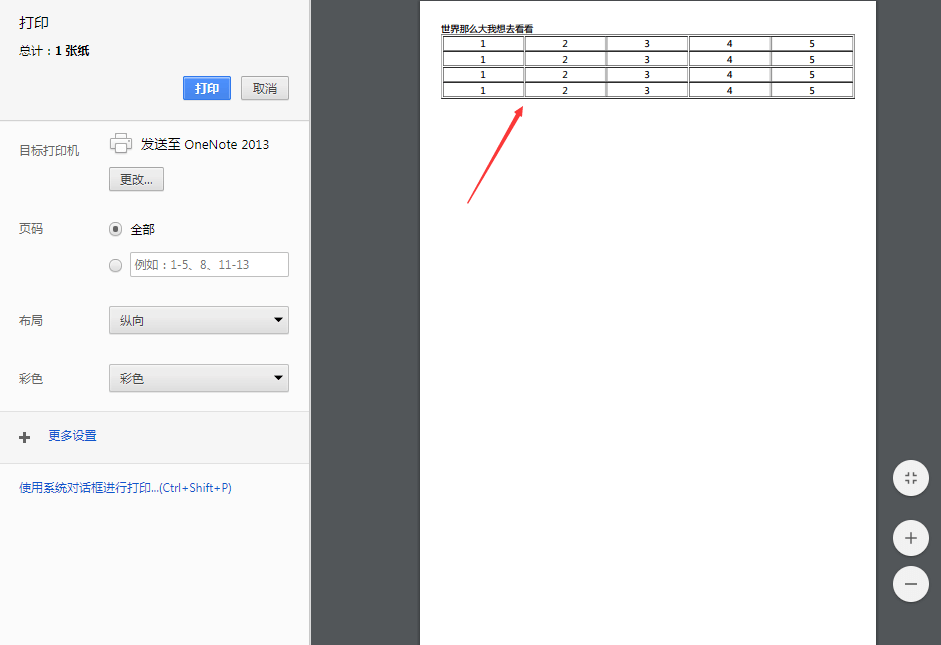 打印
总计：1 张纸
打印 取消
目标打印机 发送至 OneNote 2013
更改...
页码 全部
例如：1-5、8、11-13
布局 纵向
彩色 彩色
更多设置
使用系统对话框进行打印...(Ctrl+Shift+P)
世界那么大我想去看看
1 2 3 4 5
1 2 3 4 5
1 2 3 4 5
1 2 3 4 5